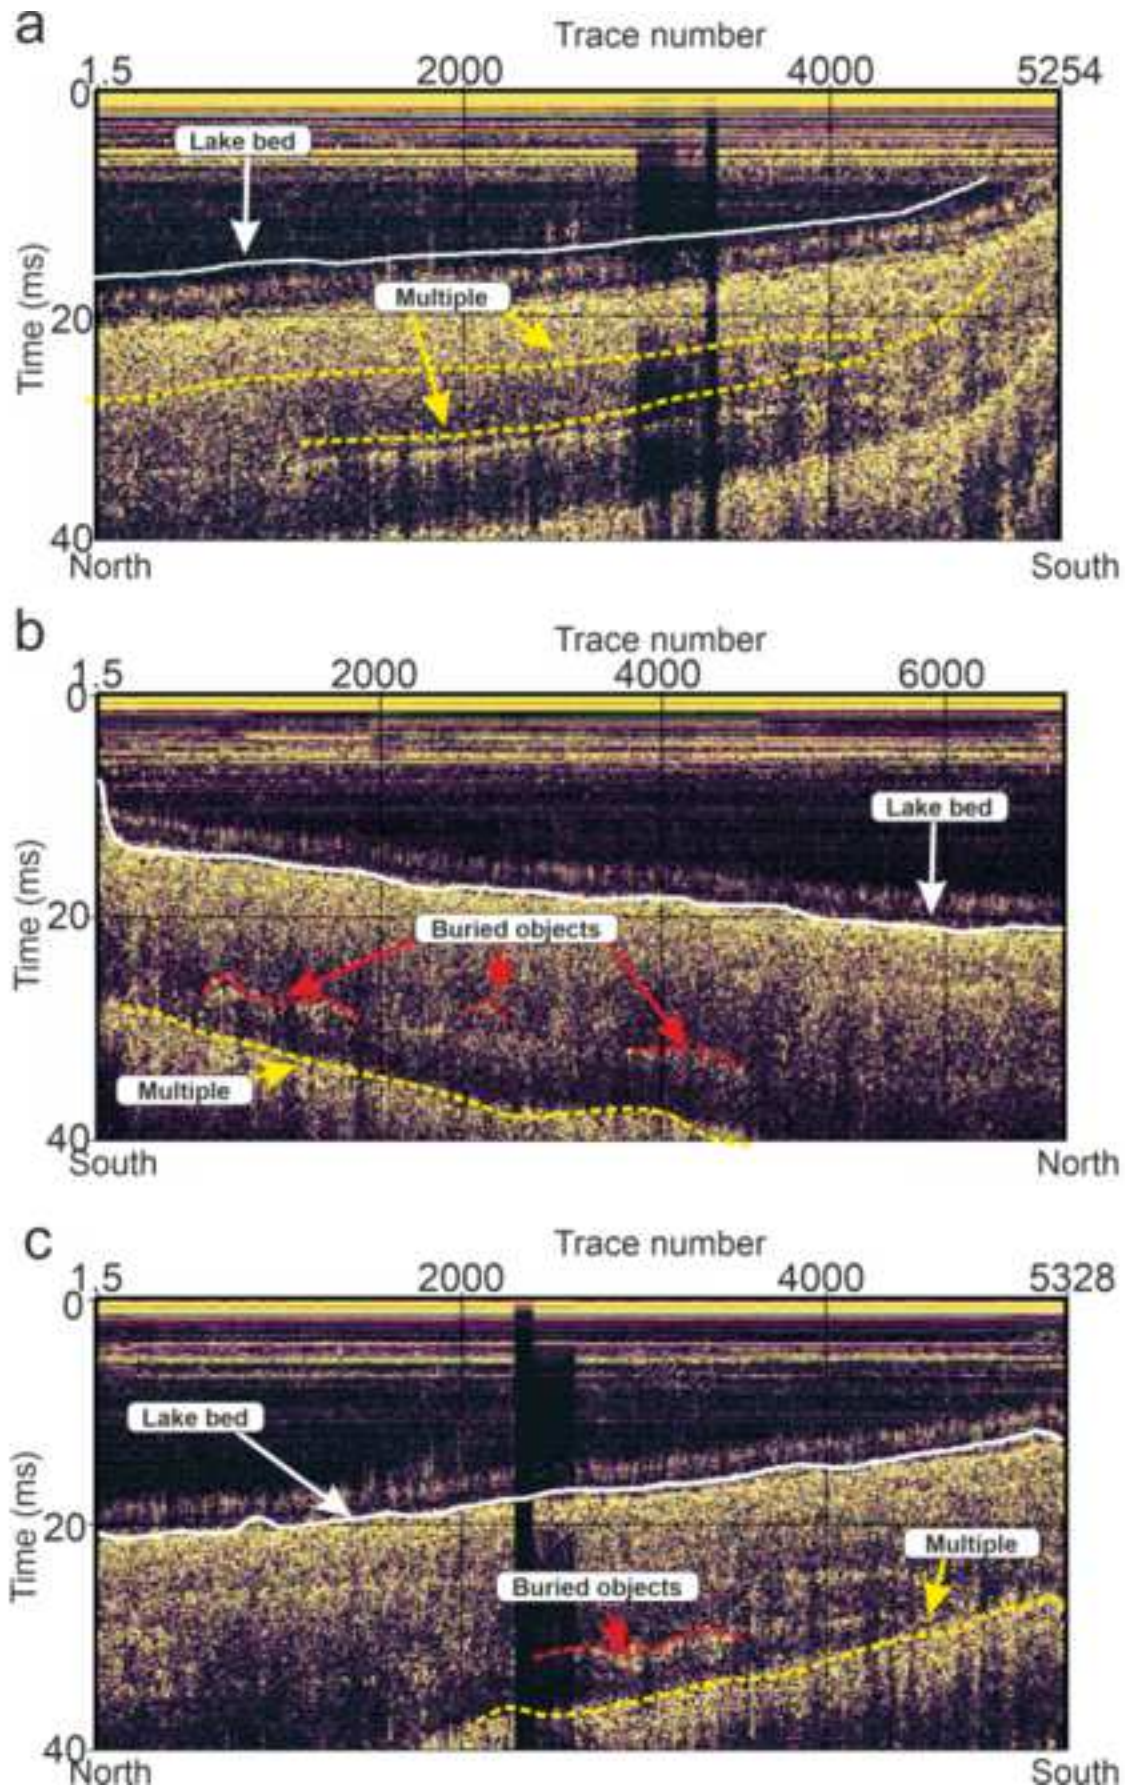 a
Trace number
1.5 2000 4000 5254
0
Lake bed
Multiple
Time (ms)
20
40
North South
b
Trace number
1.5 2000 4000 6000
0
Lake bed
Time (ms)
20
Buried objects
Multiple
40
South North
c
Trace number
1.5 2000 4000 5328
0
Lake bed
Time (ms)
20
Multiple
Buried objects
40
North South